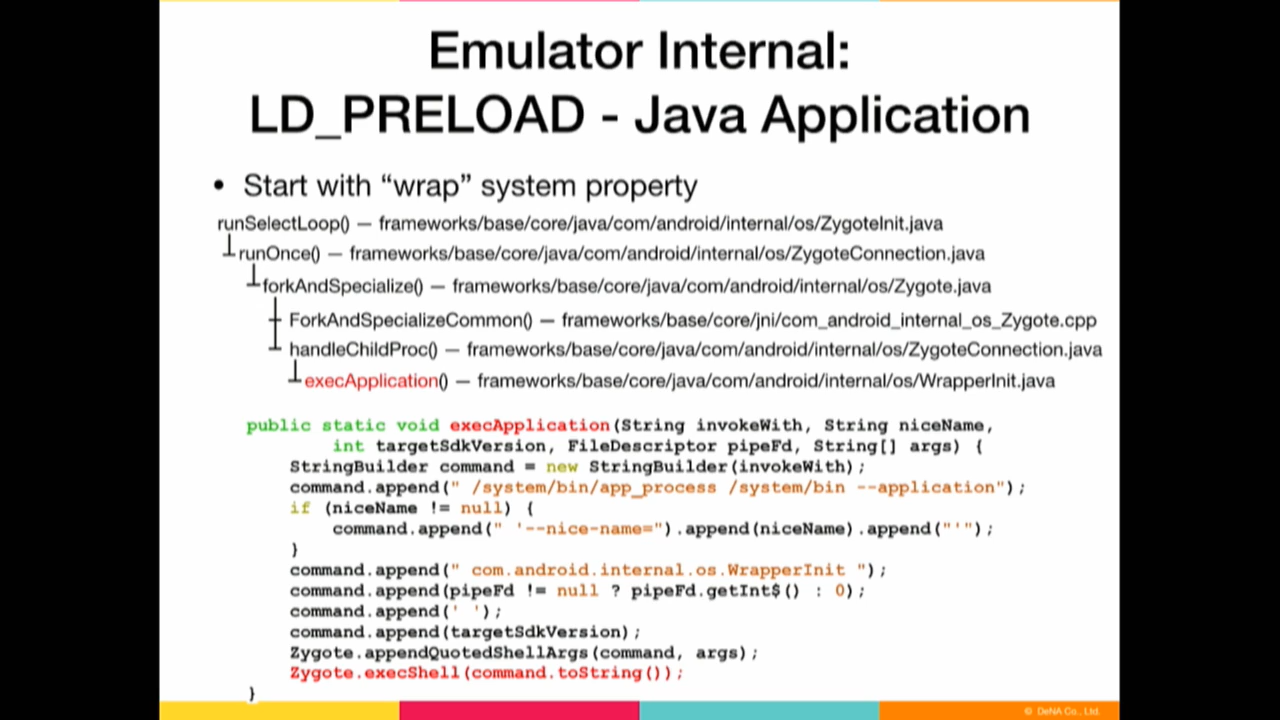 Emulator Internal:
LD_PRELOAD - Java Application
• Start with “wrap” system property
runSelectLoop() — frameworks/base/core/java/com/android/internal/os/ZygoteInit.java
runOnce() — frameworks/base/core/java/com/android/internal/os/ZygoteConnection.java
forkAndSpecialize() — frameworks/base/core/java/com/android/internal/os/Zygote.java
ForkAndSpecializeCommon() — frameworks/base/core/jni/com_android_internal_os_Zygote.cpp
handleChildProc() — frameworks/base/core/java/com/android/internal/os/ZygoteConnection.java
execApplication() — frameworks/base/core/java/com/android/internal/os/WrapperInit.java
public static void execApplication(String invokeWith, String niceName,
int targetSdkVersion, FileDescriptor pipeFd, String[] args) {
StringBuilder command = new StringBuilder(invokeWith);
command.append(" /system/bin/app_process /system/bin --application");
if (niceName != null) {
command.append(" '--nice-name=").append(niceName).append("'");
}
command.append(" com.android.internal.os.WrapperInit ");
command.append(pipeFd != null ? pipeFd.getInt$() : 0);
command.append(' ');
command.append(targetSdkVersion);
Zygote.appendQuotedShellArgs(command, args);
Zygote.execShell(command.toString());
}
© DeNA Co., Ltd.